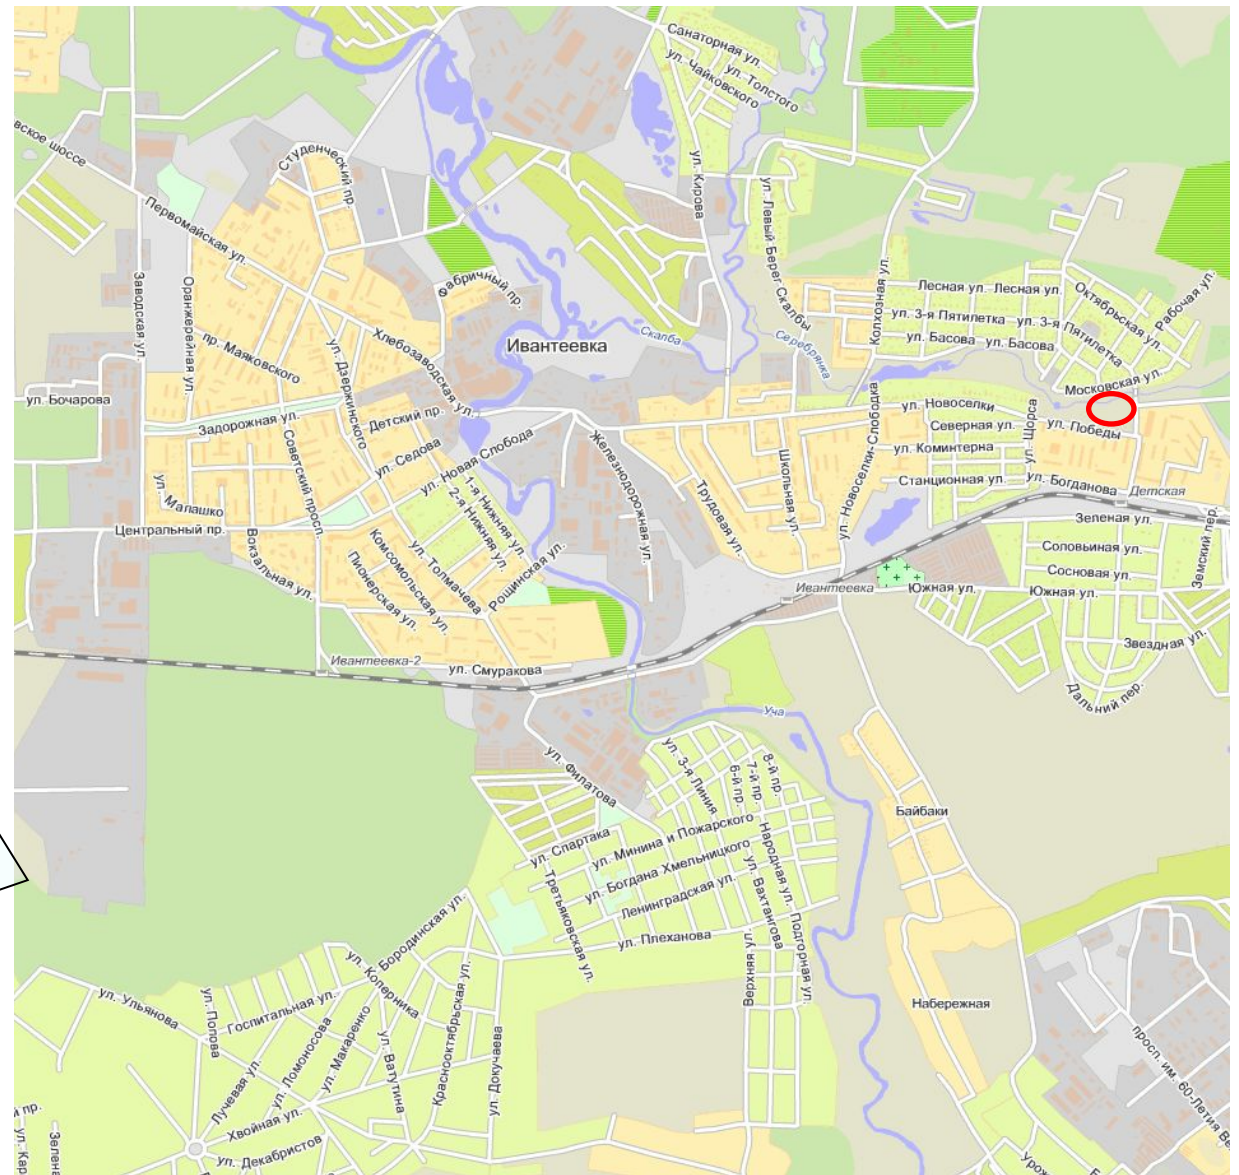 Санаторная ул.
ул. Чайковского
ул. Толстого
вское шоссе
Студенческий пр.
ул. Кирова
ул. Левый Берег Скалбы
Первомайская ул.
Заводская ул.
Оранжерейная ул.
Фабричный пр.
Колхозная ул.
Лесная ул.
Лесная ул.
Октябрьская ул.
Рабочая ул.
ул. 3-я Пятилетка
ул. 3-я Пятилетка
ул. Басова
ул. Басова
Скалба
Серебрянка
Ивантеевка
Хлебозаводская ул.
пр. Маяковского
ул. Дзержинского
Московская ул.
ул. Бочарова
Задорожная ул.
Детский пр.
ул. Новоселки
Северная ул.
ул. Щорса
ул. Победы
ул. Седова
ул. Новая Слобода
Железнодорожная ул.
Школьная ул.
ул. Новоселки-Слободка
ул. Коминтерна
Советский просп.
ул. Малашко
1-я Нижняя ул.
2-я Нижняя ул.
Трудовая ул.
Станционная ул.
ул. Богданова
Детская
Центральный пр.
Вокзальная ул.
Комсомольская ул.
Пионерская ул.
ул. Толмачева
Рощинская ул.
Зеленая ул.
Соловьиная ул.
Сосновая ул.
Земский пер.
Ивантеевка
Южная ул.
Южная ул.
Звездная ул.
Дальний пер.
Ивантеевка-2
ул. Смуракова
Уча
ул. Филатова
ул. 3-я Линия
6-й пр.
7-й пр.
8-й пр.
Байбаки
ул. Спартака
ул. Минина и Пожарского
ул. Богдана Хмельницкого
Ленинградская ул.
Народная ул.
ул. Вахтангова
Подгорная ул.
Третьяковская ул.
ул. Плеханова
Верхняя ул.
Бородинская ул.
ул. Коперника
ул. Ульянова
ул. Попова
Госпитальная ул.
Набережная
ул. Ломоносова
ул. Макаренко
ул. Ватутина
Краснооктябрьская ул.
ул. Докучаева
Лучевая ул.
Хвойная ул.
ул. Декабристов
просп. им. 60-Летия Ве
й пр.
ул. Кар
Зелена
Урож